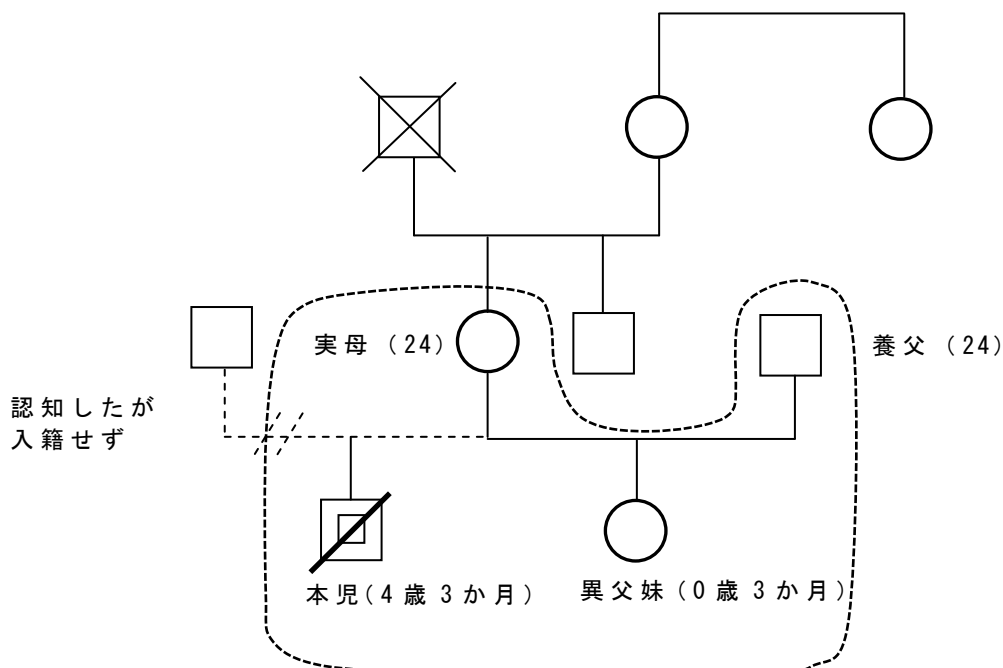 実母（24）
養父（24）
認知したが
入籍せず
本児（4歳3か月）
異父妹（0歳3か月）